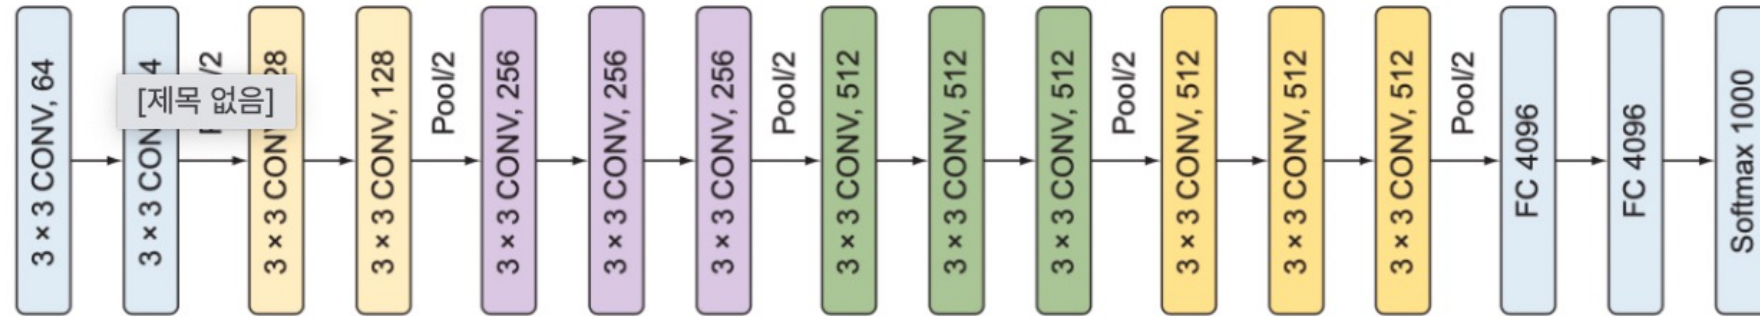 3 × 3 CONV, 64
[제목 없음]
3 × 3 CONV, 128
Pool/2
3 × 3 CONV, 256
3 × 3 CONV, 256
3 × 3 CONV, 256
Pool/2
3 × 3 CONV, 512
3 × 3 CONV, 512
3 × 3 CONV, 512
Pool/2
3 × 3 CONV, 512
3 × 3 CONV, 512
3 × 3 CONV, 512
Pool/2
FC 4096
FC 4096
Softmax 1000